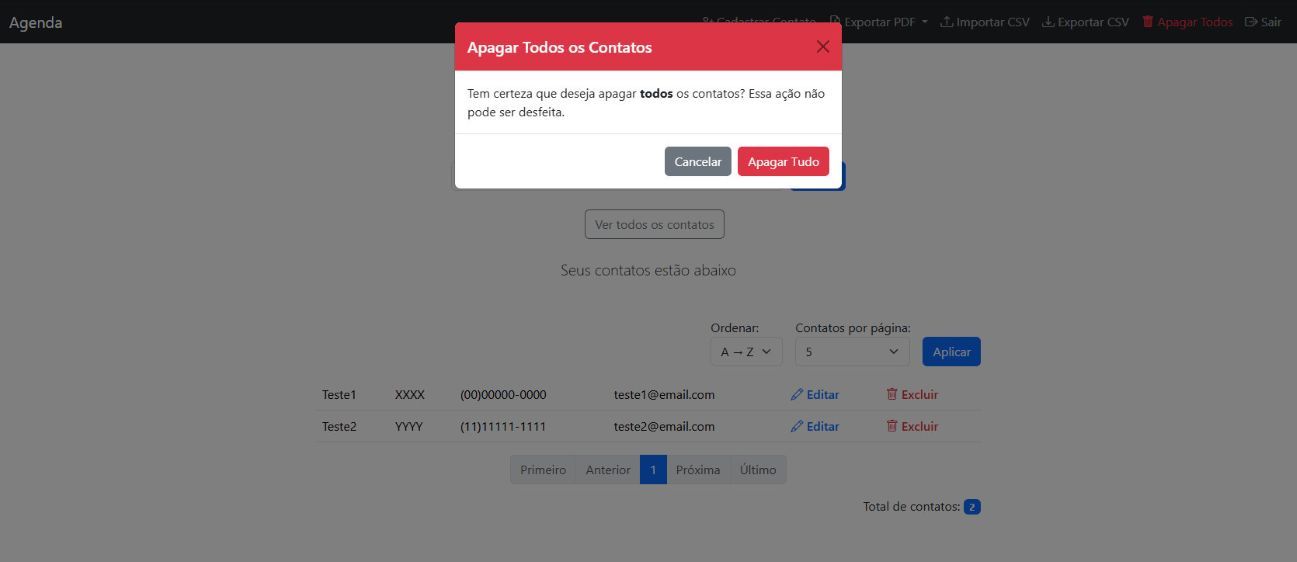 Agenda
Cadastrar Contato Exportar PDF Importar CSV Exportar CSV Apagar Todos Sair
Apagar Todos os Contatos
Tem certeza que deseja apagar todos os contatos? Essa ação não
pode ser desfeita.
Cancelar Apagar Tudo
Ver todos os contatos
Seus contatos estão abaixo
Ordenar: Contatos por página:
A → Z 5 Aplicar
Teste1 XXXX (00)00000-0000 teste1@email.com Editar Excluir
Teste2 YYYY (11)11111-1111 teste2@email.com Editar Excluir
Primeiro Anterior 1 Próxima Último
Total de contatos: 2